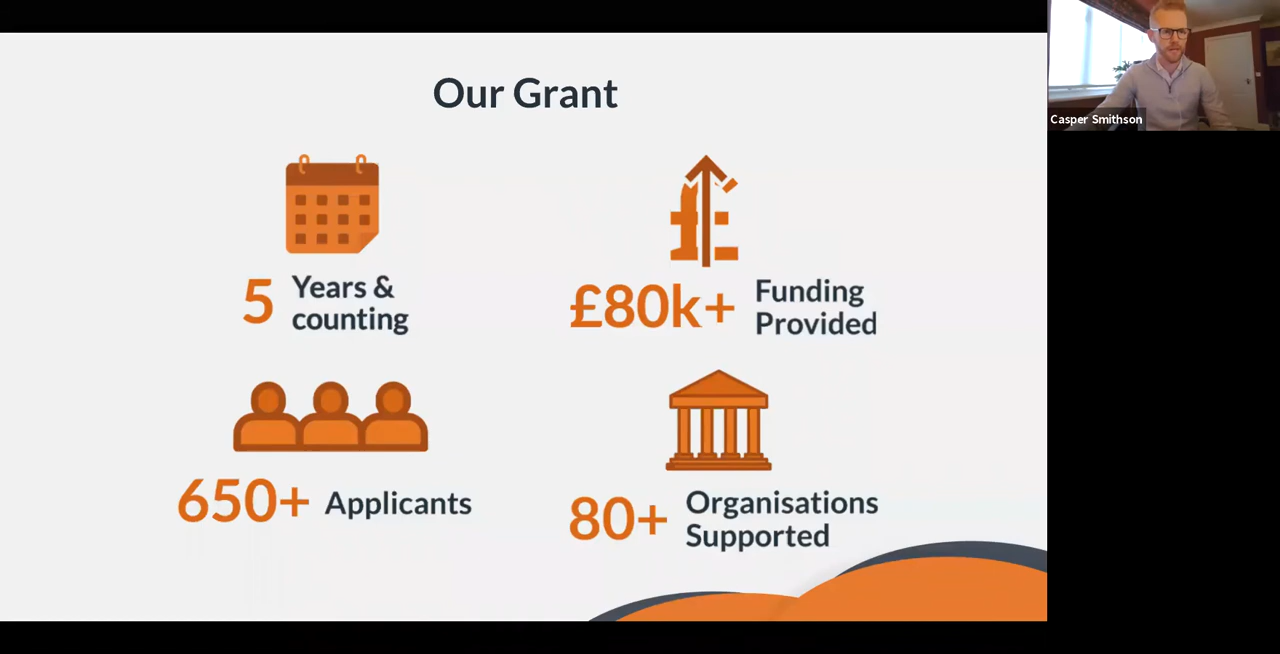 Our Grant
5 Years &
counting
£80k+ Funding
Provided
650+ Applicants
80+ Organisations
Supported
Casper Smithson